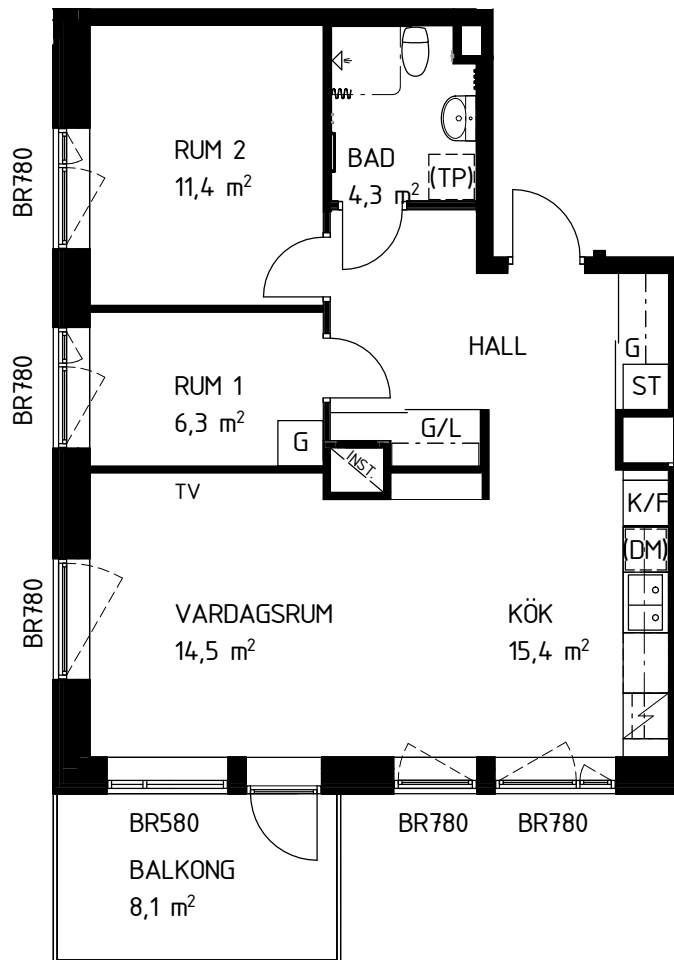 RUM 2
11,4 m²
BAD
4,3 m²
(TP)
BR780
HALL
G
ST
RUM 1
6,3 m²
G
G/L
INST.
BR780
TV
K/F
(DM)
VARDAGSRUM
14,5 m²
KÖK
15,4 m²
BR780
BR580
BR780
BR780
BALKONG
8,1 m²